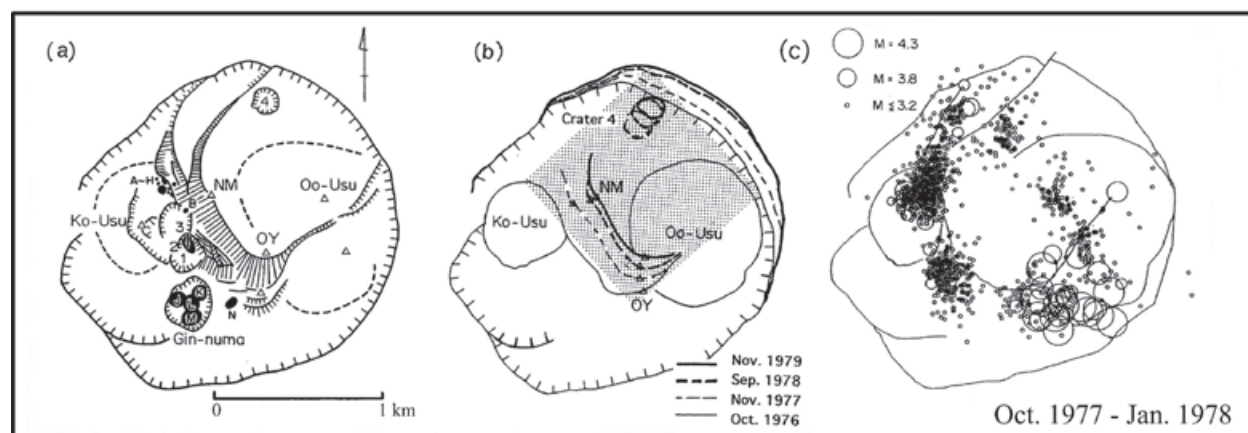 (a)
4
A-H
NM
B
Oo-Usu
Ko-Usu
3
OY
2
1
J
K
L
M
N
Gin-numa
0
1 km
(b)
Crater 4
NM
Ko-Usu
Oo-Usu
OY
Nov. 1979
Sep. 1978
Nov. 1977
Oct. 1976
(c)
M = 4.3
M = 3.8
M ≦ 3.2
Oct. 1977 - Jan. 1978